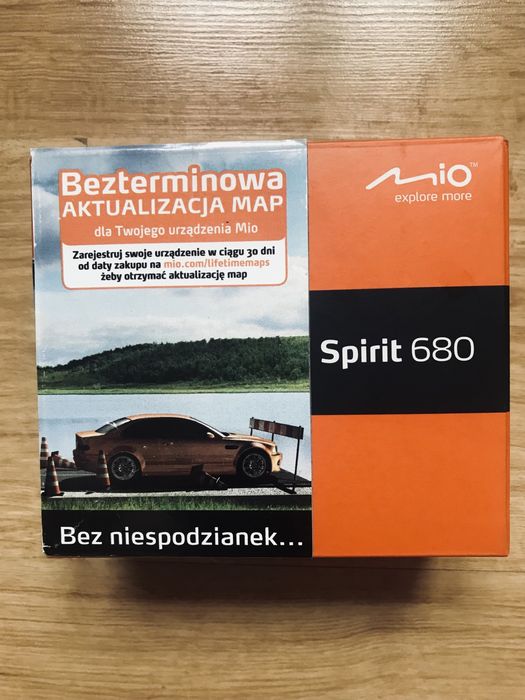 Bezterminowa
AKTUALIZACJA MAP
dla Twojego urządzenia Mio
Zarejestruj swoje urządzenie w ciągu 30 dni
od daty zakupu na mio.com/lifetimemaps
żeby otrzymać aktualizację map
Bez niespodzianek...
Mio™
explore more
Spirit 680